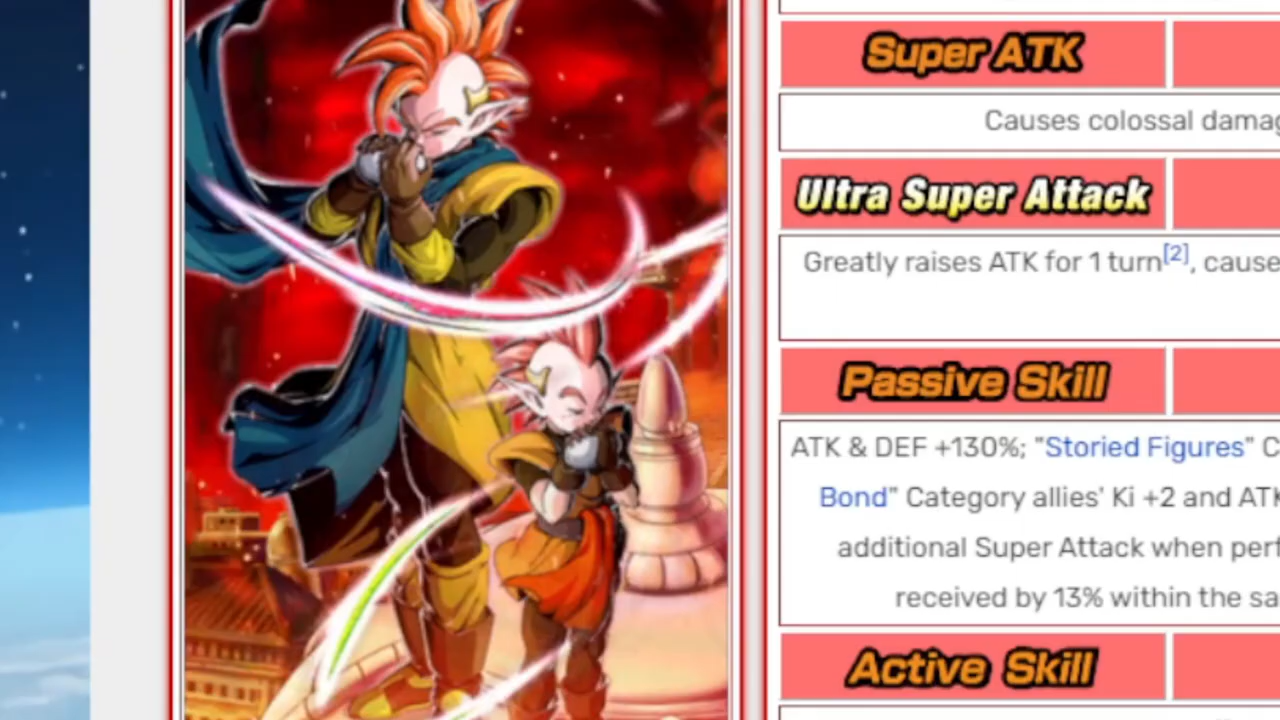 Super ATK
Causes colossal damag
Ultra Super Attack
Greatly raises ATK for 1 turn[2], cause
Passive Skill
ATK & DEF +130%; "Storied Figures" C
Bond" Category allies' Ki +2 and ATK
additional Super Attack when perf
received by 13% within the sa
Active Skill